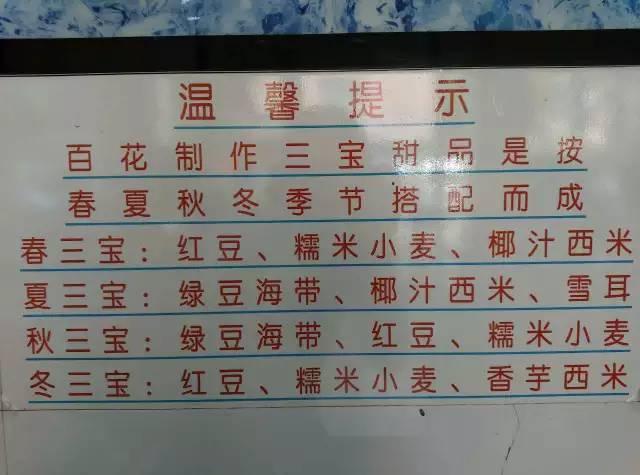 温馨提示
百花制作三宝甜品是按
春夏秋冬季节搭配而成
春三宝：红豆、糯米小麦、椰汁西米
夏三宝：绿豆海带、椰汁西米、雪耳
秋三宝：绿豆海带、红豆、糯米小麦
冬三宝：红豆、糯米小麦、香芋西米